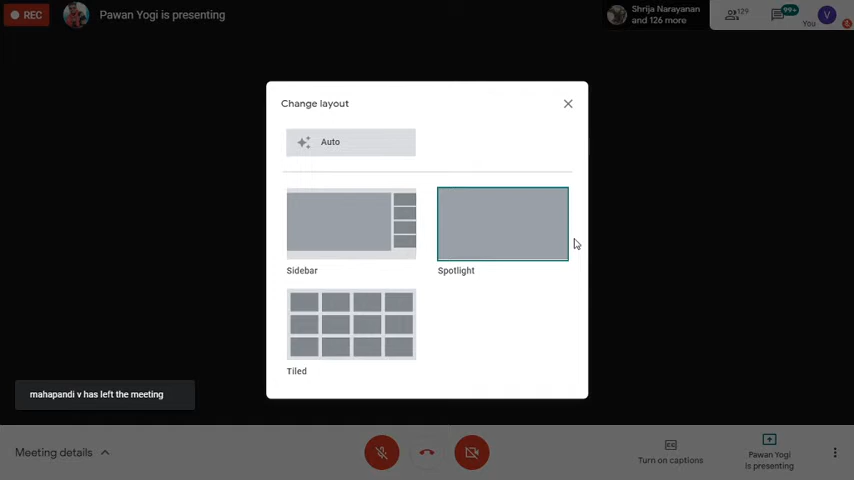 REC
Pawan Yogi is presenting
Shrija Narayanan
and 126 more
129
99+
You
V
Change layout
Auto
Sidebar
Spotlight
Tiled
mahapandi v has left the meeting
Meeting details
CC
Turn on captions
Pawan Yogi
is presenting